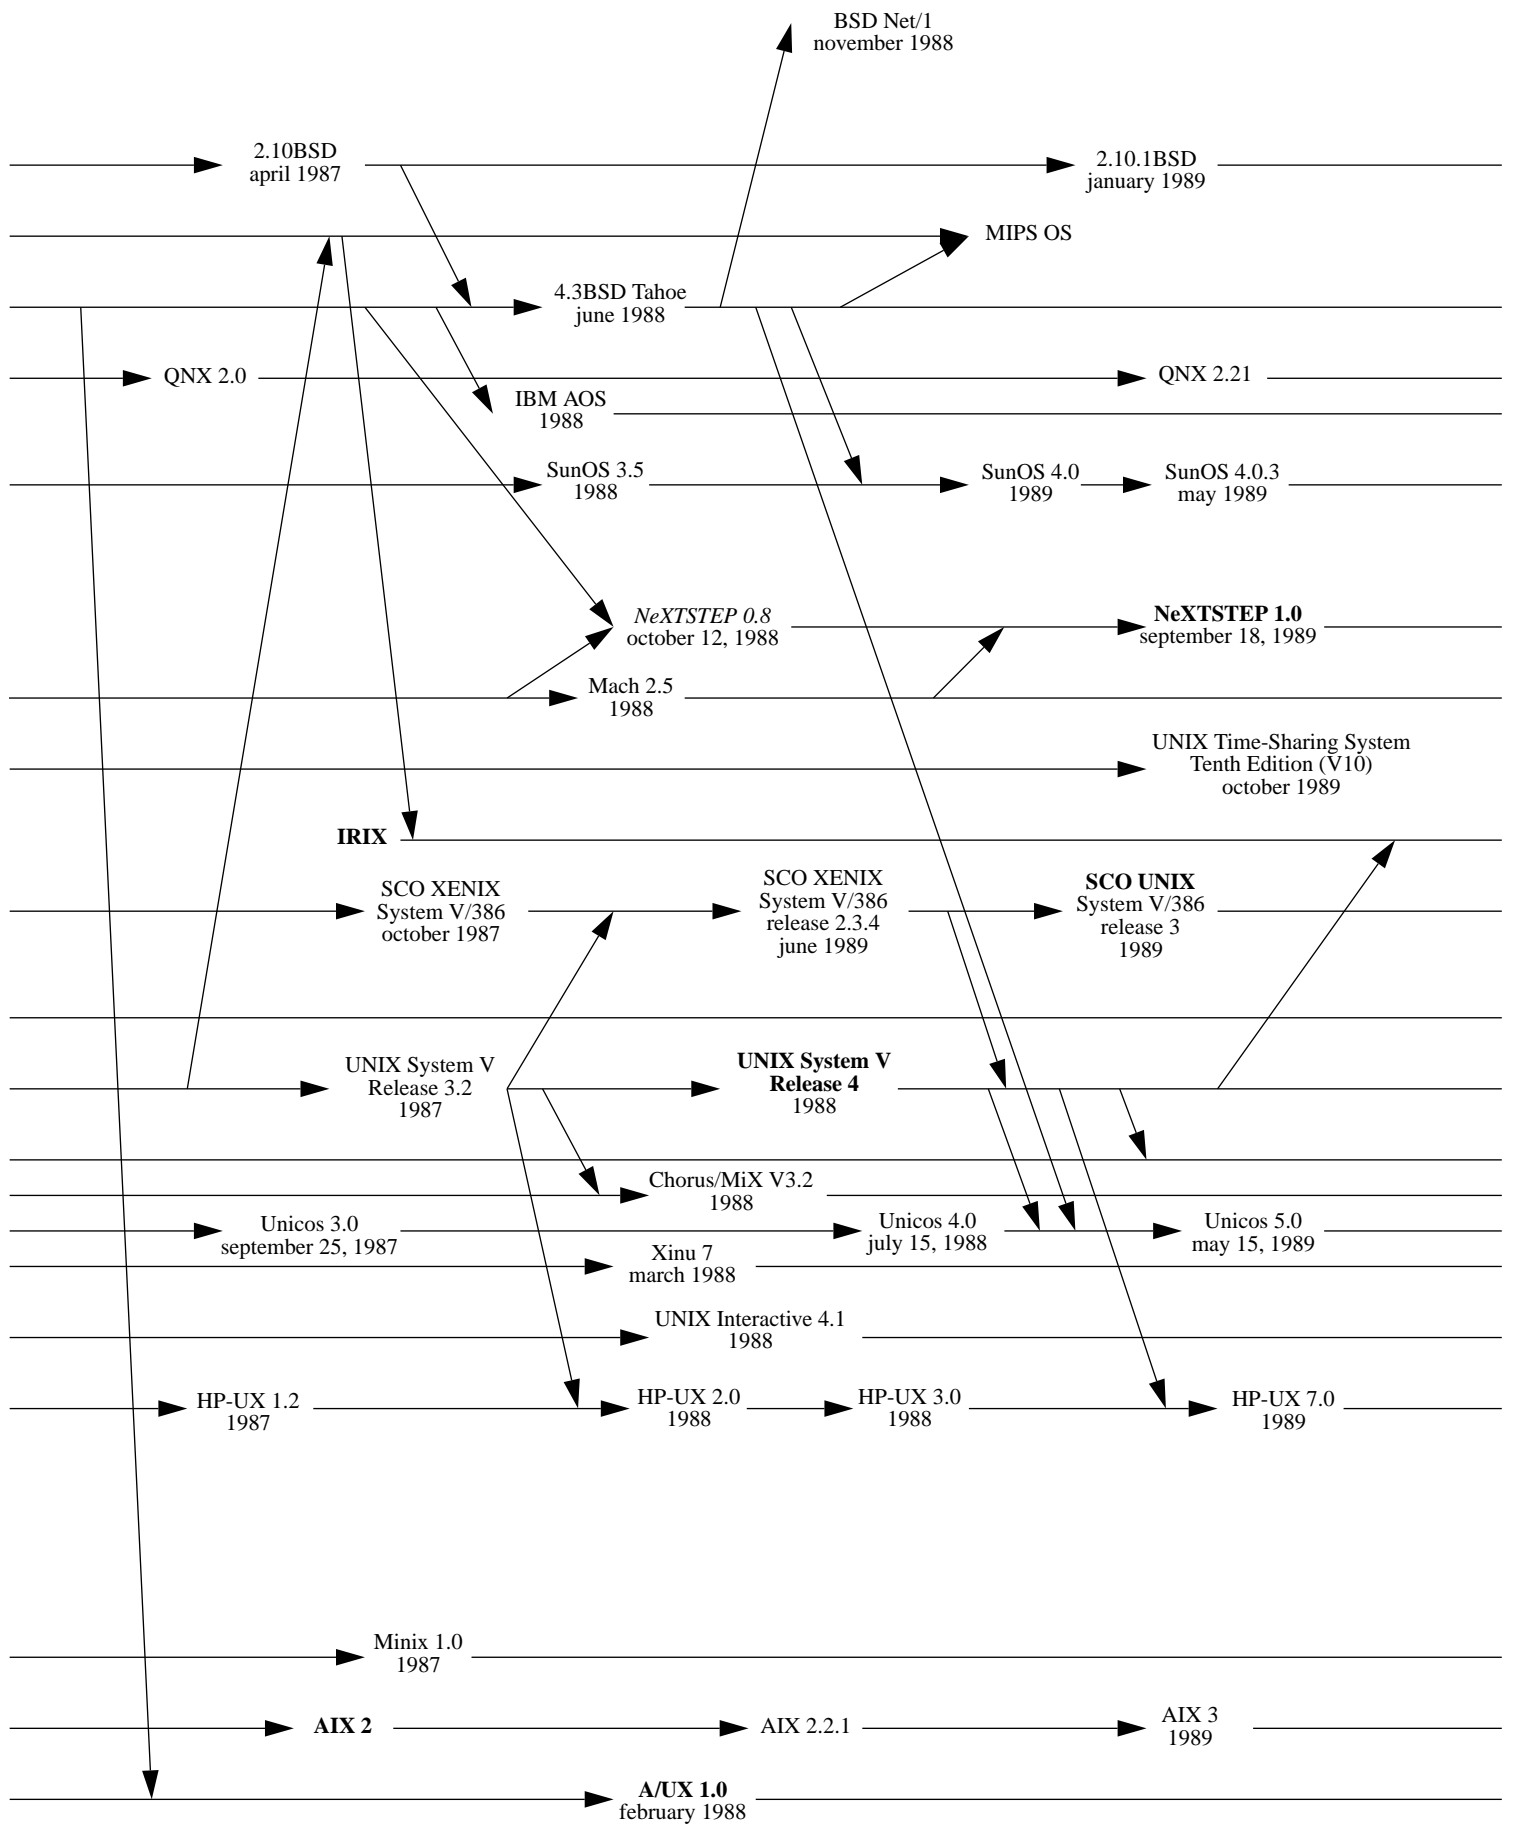 BSD Net/1
november 1988
2.10BSD
april 1987
2.10.1BSD
january 1989
MIPS OS
4.3BSD Tahoe
june 1988
QNX 2.0
QNX 2.21
IBM AOS
1988
SunOS 3.5
1988
SunOS 4.0
1989
SunOS 4.0.3
may 1989
NeXTSTEP 0.8
october 12, 1988
NeXTSTEP 1.0
september 18, 1989
Mach 2.5
1988
UNIX Time-Sharing System
Tenth Edition (V10)
october 1989
IRIX
SCO XENIX
System V/386
october 1987
SCO XENIX
System V/386
release 2.3.4
june 1989
SCO UNIX
System V/386
release 3
1989
UNIX System V
Release 3.2
1987
UNIX System V
Release 4
1988
Chorus/MiX V3.2
1988
Unicos 3.0
september 25, 1987
Unicos 4.0
july 15, 1988
Unicos 5.0
may 15, 1989
Xinu 7
march 1988
UNIX Interactive 4.1
1988
HP-UX 1.2
1987
HP-UX 2.0
1988
HP-UX 3.0
1988
HP-UX 7.0
1989
Minix 1.0
1987
AIX 2
AIX 2.2.1
AIX 3
1989
A/UX 1.0
february 1988